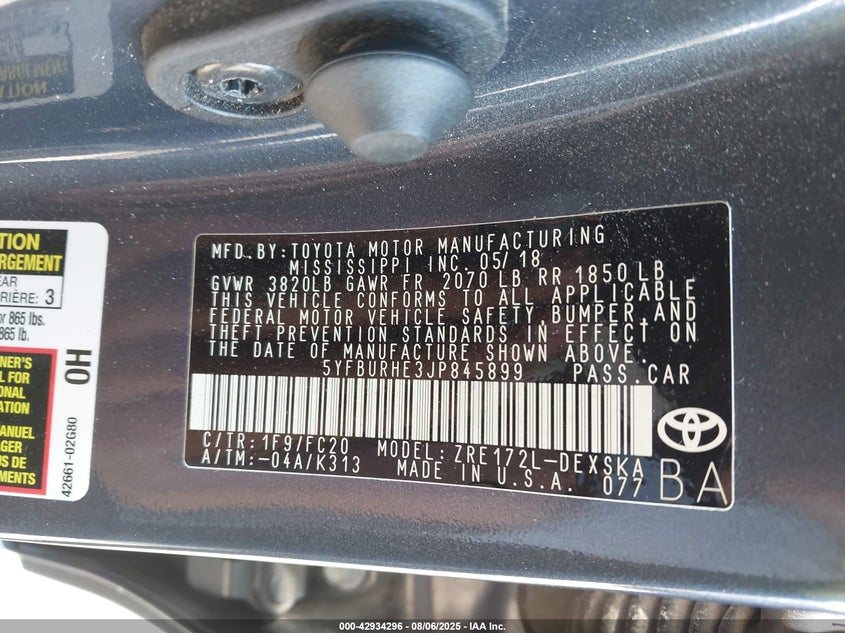 TION
RGEMENT
EAR
RIÈRE: 3
or 865 lbs.
865 lb.
NER'S
L FOR
ONAL
ATION
MANUEL
AGER
US DE
EMENTS
OH
42661-02G80
MFD.BY:TOYOTA MOTOR MANUFACTURING
MISSISSIPPI INC. 05/18
GVWR 3820LB GAWR FR 2070 LB RR 1850 LB
THIS VEHICLE CONFORMS TO ALL APPLICABLE
FEDERAL MOTOR VEHICLE SAFETY, BUMPER, AND
THEFT PREVENTION STANDARDS IN EFFECT ON
THE DATE OF MANUFACTURE SHOWN ABOVE.
5YFBURHE3JP845899 PASS.CAR
C/TR:1F9/FC20 MODEL: ZRE172L-DEXSKA
A/TM:-04A/K313 MADE IN U.S.A. 077
BA
000-42934296 - 08/06/2025 - IAA Inc.